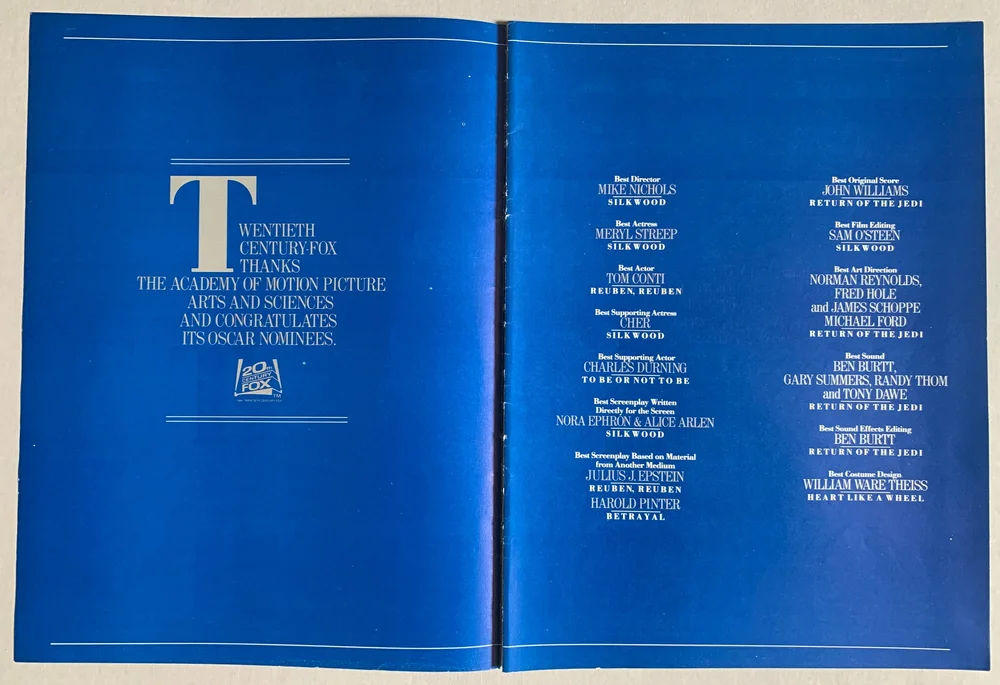 TWENTIETH
CENTURY-FOX
THANKS
THE ACADEMY OF MOTION PICTURE
ARTS AND SCIENCES
AND CONGRATULATES
ITS OSCAR NOMINEES.
20th
CENTURY
FOX
TM
Best Director
MIKE NICHOLS
SILKWOOD
Best Actress
MERYL STREEP
SILKWOOD
Best Actor
TOM CONTI
REUBEN, REUBEN
Best Supporting Actress
CHER
SILKWOOD
Best Supporting Actor
CHARLES DURNING
TO BE OR NOT TO BE
Best Screenplay Written
Directly for the Screen
NORA EPHRON & ALICE ARLEN
SILKWOOD
Best Screenplay Based on Material
from Another Medium
JULIUS J. EPSTEIN
REUBEN, REUBEN
HAROLD PINTER
BETRAYAL
Best Original Score
JOHN WILLIAMS
RETURN OF THE JEDI
Best Film Editing
SAM O'STEEN
SILKWOOD
Best Art Direction
NORMAN REYNOLDS,
FRED HOLE
and JAMES SCHOPPE
MICHAEL FORD
RETURN OF THE JEDI
Best Sound
BEN BURTT,
GARY SUMMERS, RANDY THOM
and TONY DAWE
RETURN OF THE JEDI
Best Sound Effects Editing
BEN BURTT
RETURN OF THE JEDI
Best Costume Design
WILLIAM WARE THEISS
HEART LIKE A WHEEL